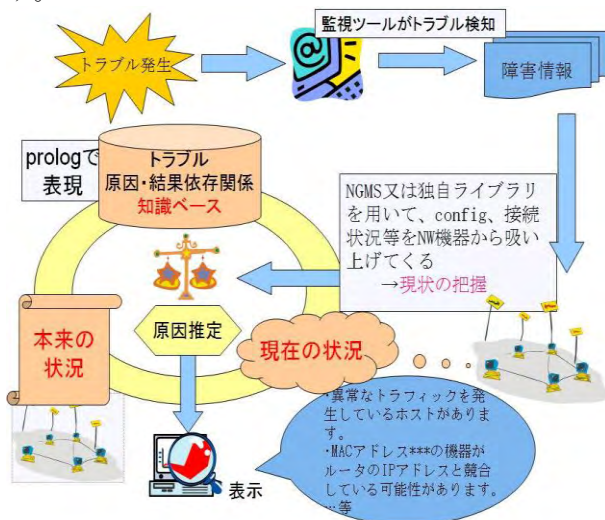 監視ツールがトラブル検知
トラブル発生
障害情報
prologで
表現
トラブル
原因・結果依存関係
知識ベース
NGMS又は独自ライブラリ
を用いて、config、接続
状況等をNW機器から吸い
上げてくる
→現状の把握
本来の
状況
原因推定
現在の状況
・異常なトラフィックを発
生しているホストがありま
す。
・MACアドレス***の機器が
ルータのIPアドレスと競合
している可能性があります。
…等
表示